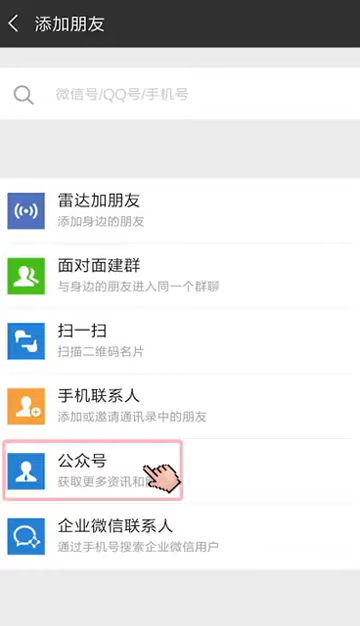 添加朋友
微信号/QQ号/手机号
雷达加朋友
添加身边的朋友
面对面建群
与身边的朋友进入同一个群聊
扫一扫
扫描二维码名片
手机联系人
添加或邀请通讯录中的朋友
公众号
获取更多资讯和
企业微信联系人
通过手机号搜索企业微信用户